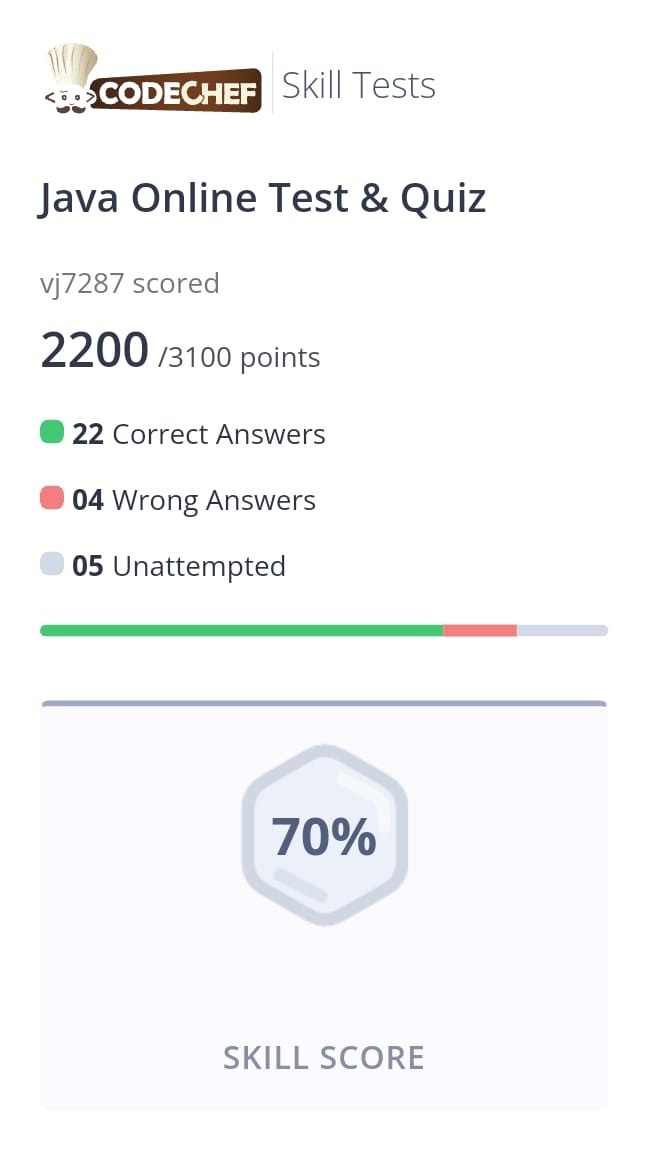 CODECHEF Skill Tests
Java Online Test & Quiz
vj7287 scored
2200 /3100 points
22 Correct Answers
04 Wrong Answers
05 Unattempted
70%
SKILL SCORE